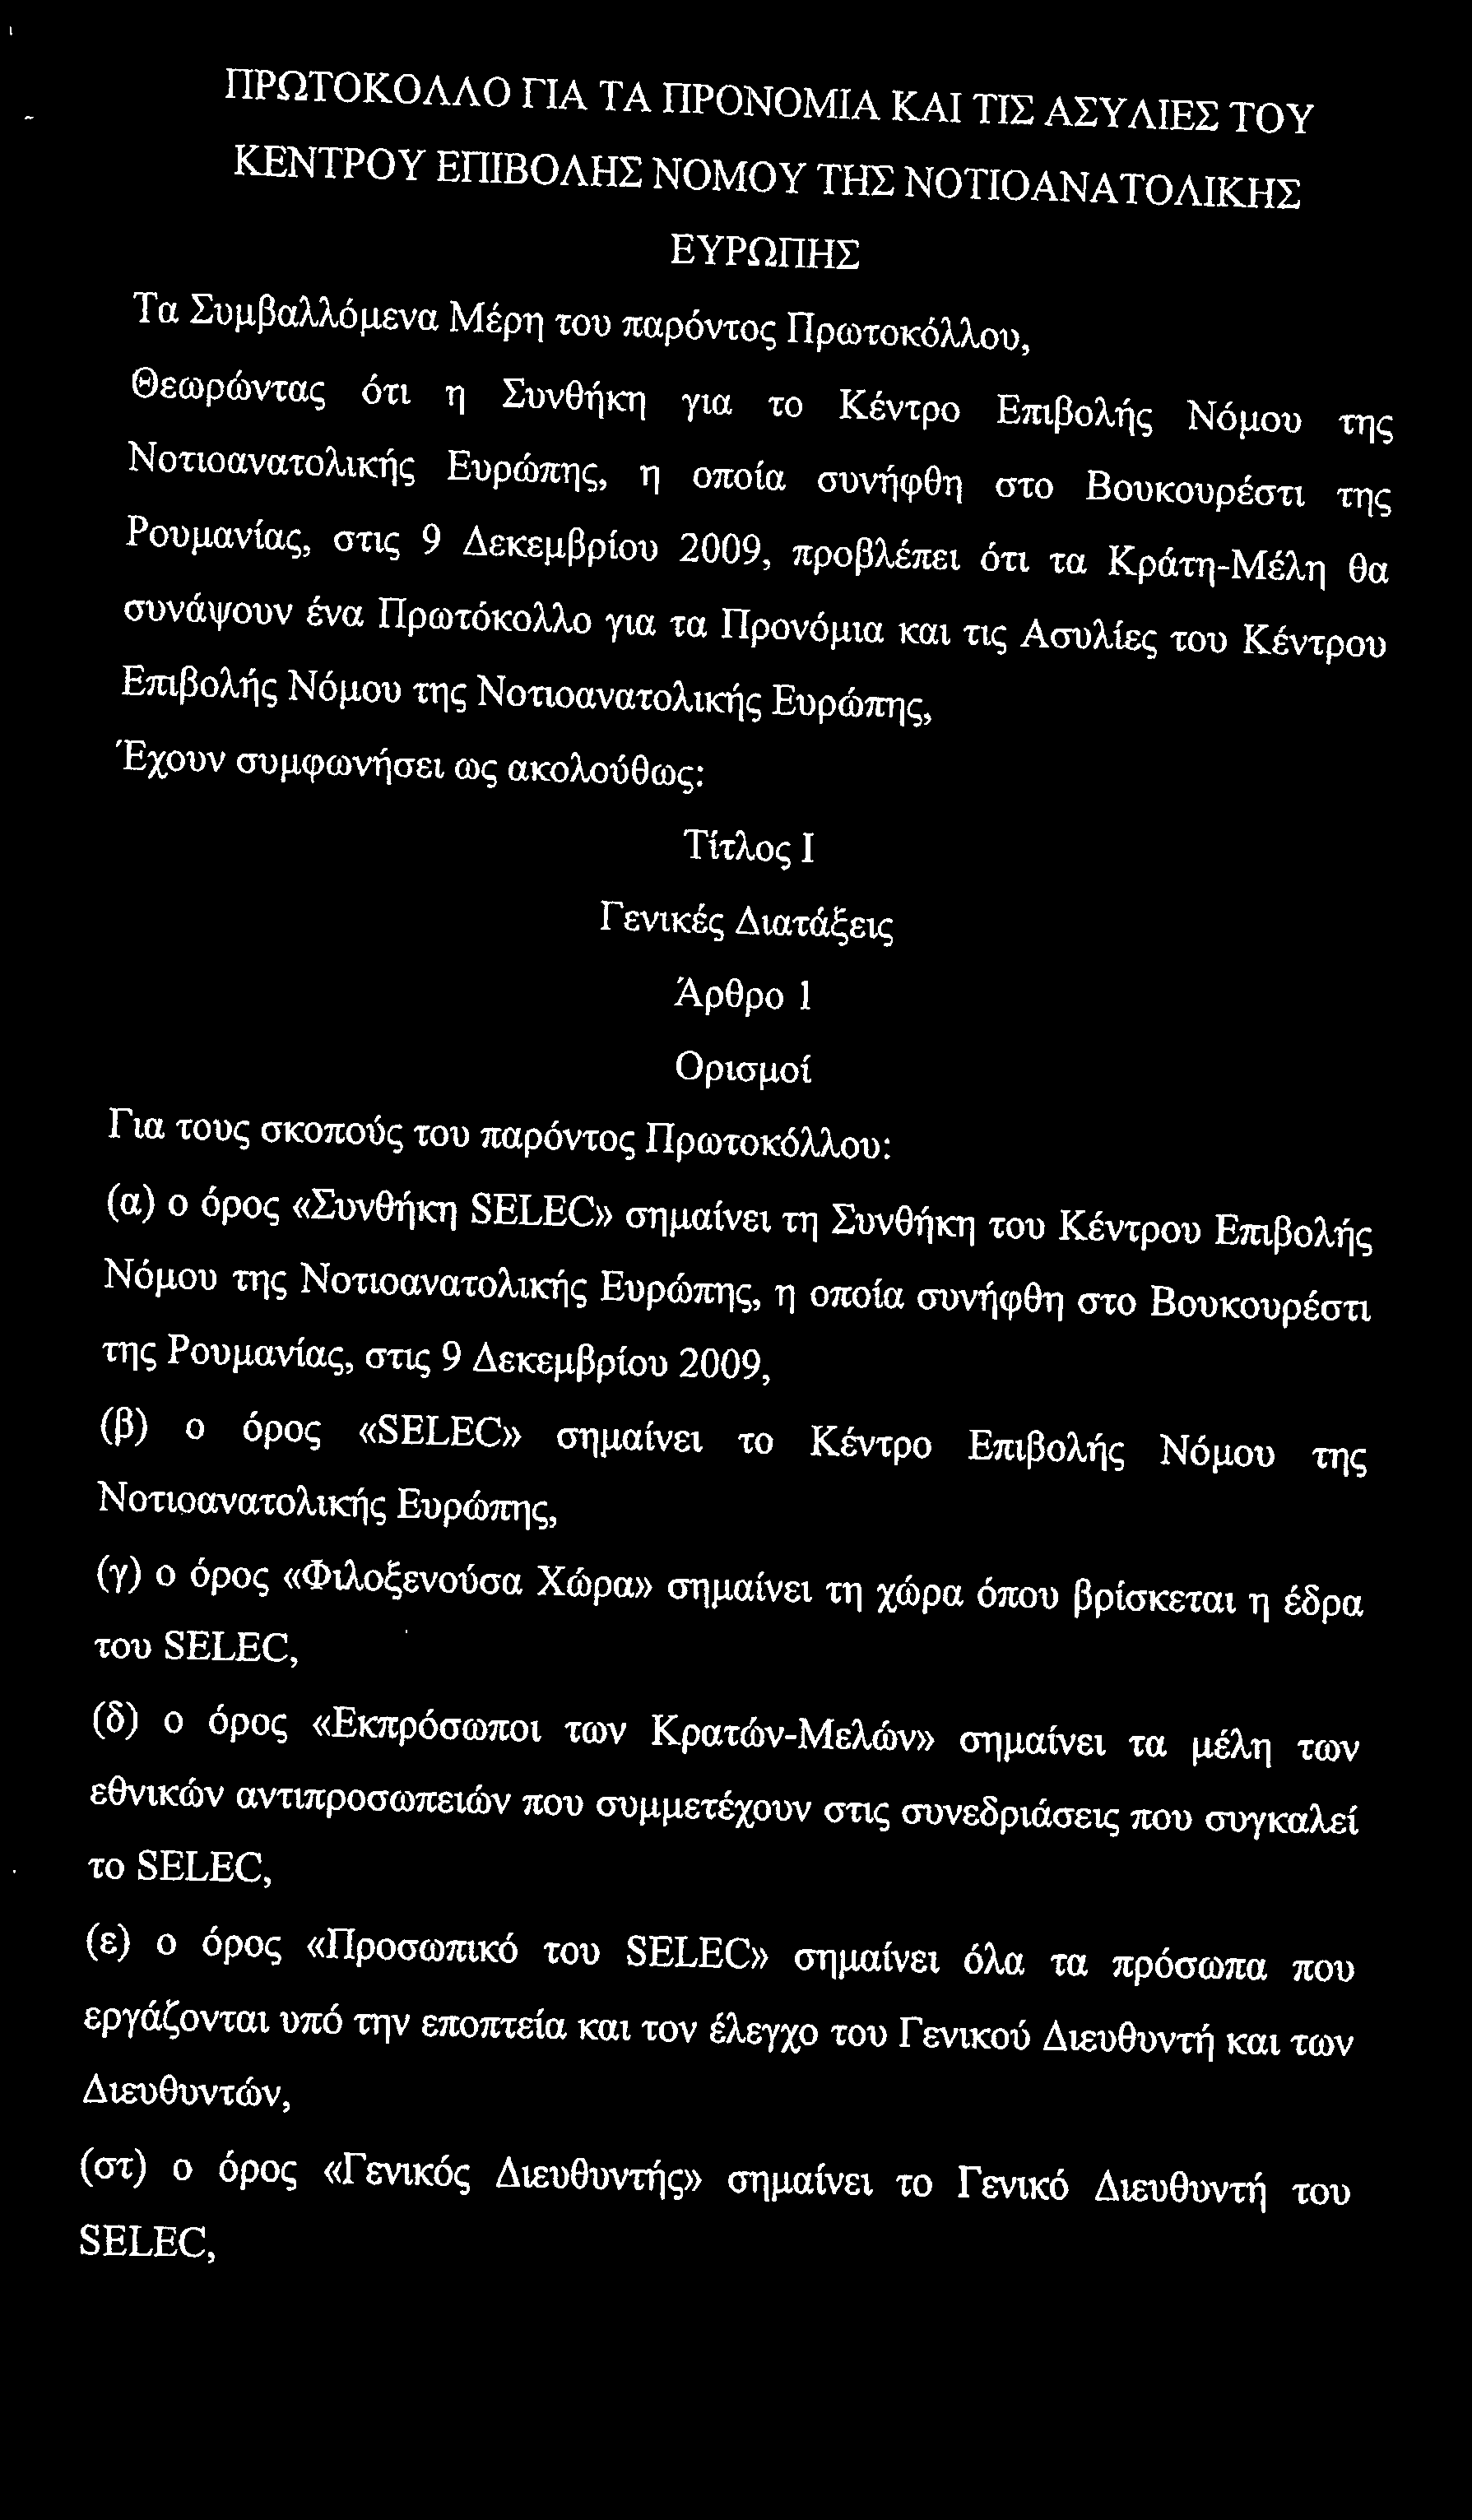 ΠΡΩΤΟΚΟΛΛΟ ΓΙΑ ΤΑ ΠΡΟΝΟΜΙΑ ΚΑΙ ΤΙΣ ΑΣΥΛΙΕΣ ΤΟΥ
ΚΕΝΤΡΟΥ ΕΠΙΒΟΛΗΣ ΝΟΜΟΥ ΤΗΣ ΝΟΤΙΟΑΝΑΤΟΛΙΚΗΣ
ΕΥΡΩΠΗΣ
Τα Συμβαλλόμενα Μέρη του παρόντος Πρωτοκόλλου,
Θεωρώντας ότι η Συνθήκη για το Κέντρο Επιβολής Νόμου της
Νοτιοανατολικής Ευρώπης, η οποία συνήφθη στο Βουκουρέστι της
Ρουμανίας, στις 9 Δεκεμβρίου 2009, προβλέπει ότι τα Κράτη-Μέλη θα
συνάψουν ένα Πρωτόκολλο για τα Προνόμια και τις Ασυλίες του Κέντρου
Επιβολής Νόμου της Νοτιοανατολικής Ευρώπης,
Έχουν συμφωνήσει ως ακολούθως:
Τίτλος Ι
Γενικές Διατάξεις
Άρθρο 1
Ορισμοί
Για τους σκοπούς του παρόντος Πρωτοκόλλου:
(α) ο όρος «Συνθήκη SELEC» σημαίνει τη Συνθήκη του Κέντρου Επιβολής
Νόμου της Νοτιοανατολικής Ευρώπης, η οποία συνήφθη στο Βουκουρέστι
της Ρουμανίας, στις 9 Δεκεμβρίου 2009,
(β) ο όρος «SELEC» σημαίνει το Κέντρο Επιβολής Νόμου της
Νοτιοανατολικής Ευρώπης,
(γ) ο όρος «Φιλοξενούσα Χώρα» σημαίνει τη χώρα όπου βρίσκεται η έδρα
του SELEC,
(δ) ο όρος «Εκπρόσωποι των Κρατών-Μελών» σημαίνει τα μέλη των
εθνικών αντιπροσωπειών που συμμετέχουν στις συνεδριάσεις που συγκαλεί
το SELEC,
(ε) ο όρος «Προσωπικό του SELEC» σημαίνει όλα τα πρόσωπα που
εργάζονται υπό την εποπτεία και τον έλεγχο του Γενικού Διευθυντή και των
Διευθυντών,
(στ) ο όρος «Γενικός Διευθυντής» σημαίνει το Γενικό Διευθυντή του
SELEC,